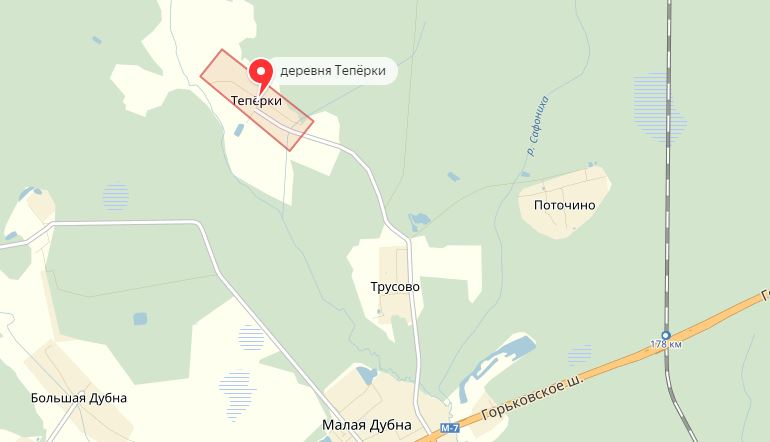 деревня Тепёрки
Тепёрки
р. Сафониха
Поточино
Трусово
178 км
Горьковское ш.
Большая Дубна
Малая Дубна
М-7